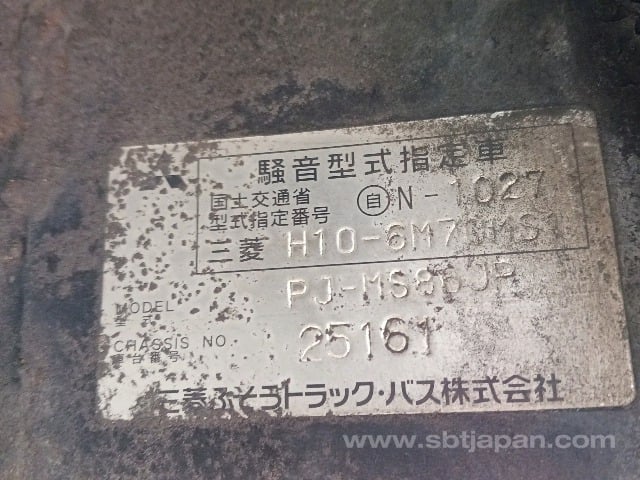 騒音型式指定車
国土交通省
型式指定番号 自 N-1027
三菱 H10-6M7
MODEL PJ-MS86JP
型式
CHASSIS NO. 25161
車台番号
三菱ふそうトラック・バス株式会社
www.sbtjapan.com